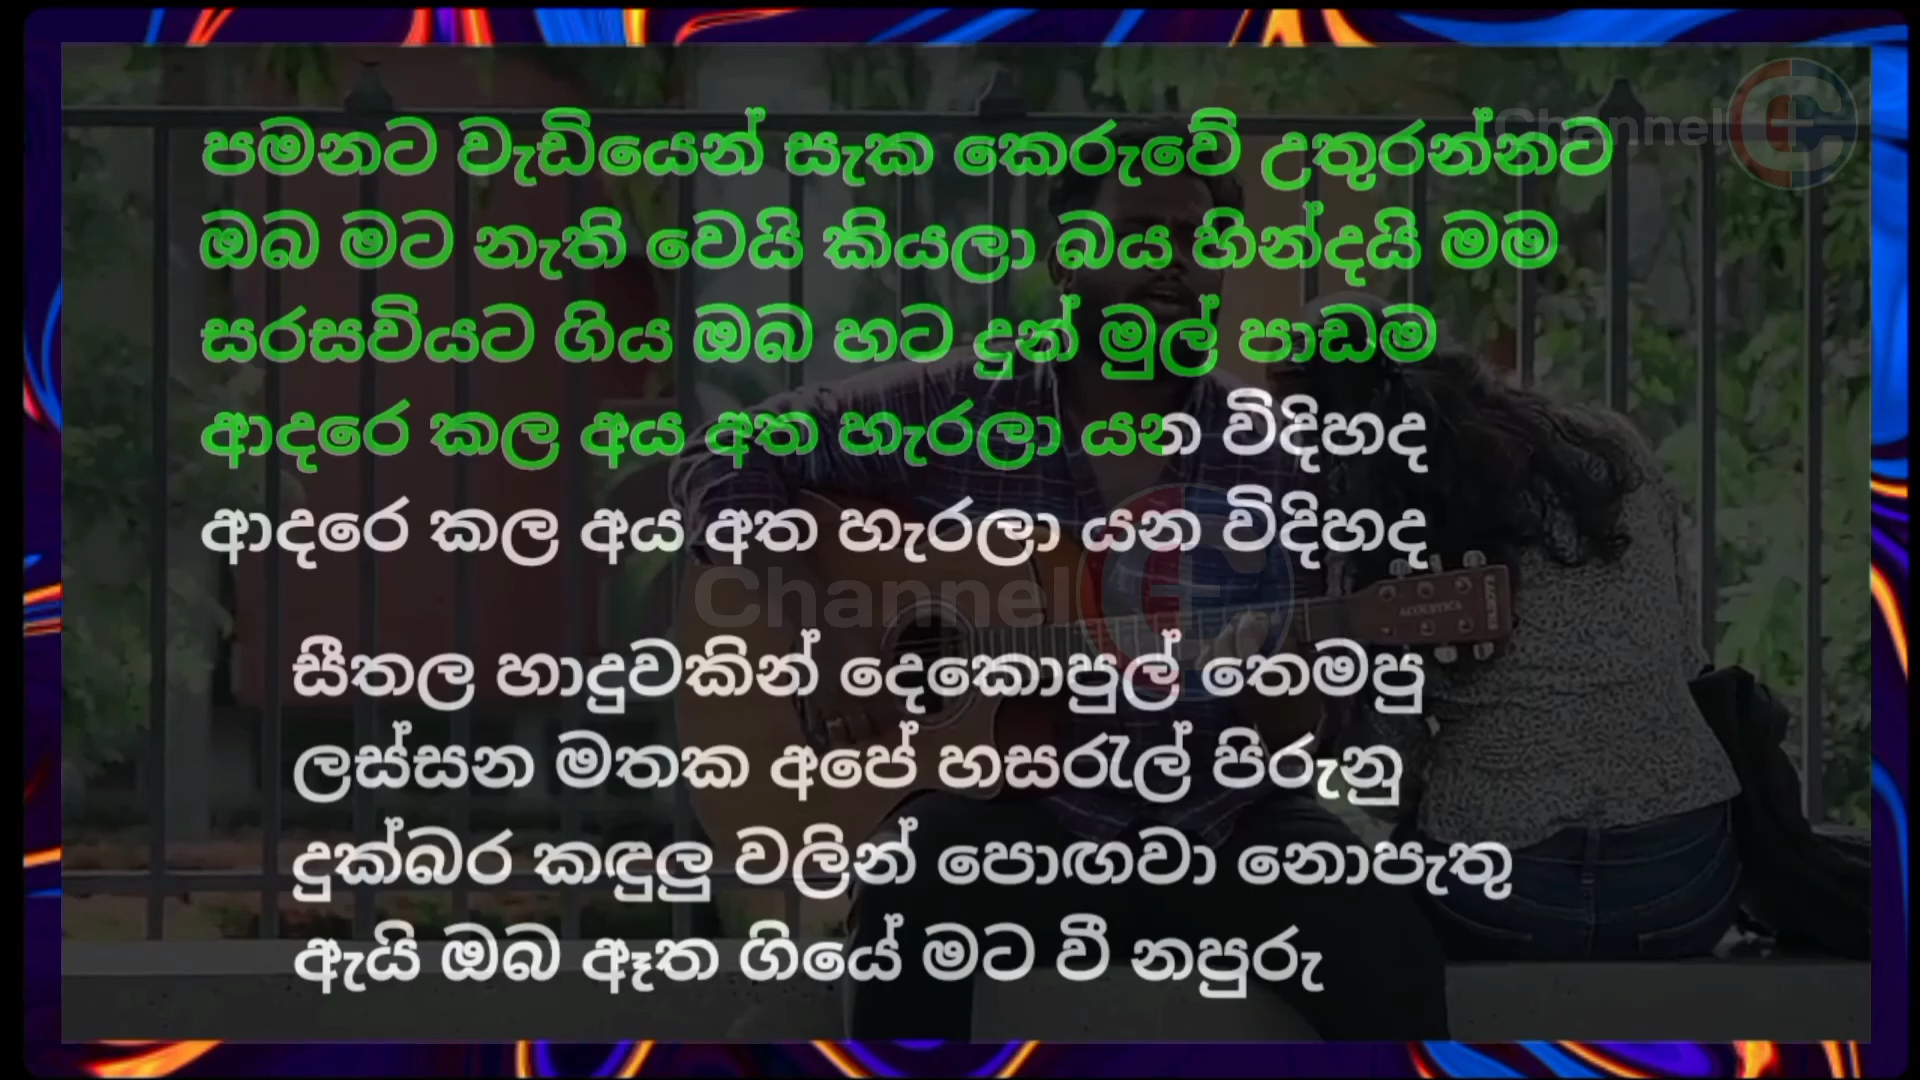 පමනට වැඩියෙන් සැක කෙරුවේ උතුරන්නට
ඔබ මට නැති වෙයි කියලා බය හින්දයි මම
සරසවියට ගිය ඔබ හට දුන් මුල් පාඩම
ආදරෙ කල අය අත හැරලා යන විදිහද
ආදරෙ කල අය අත හැරලා යන විදිහද
සීතල හාදුවකින් දෙකොපුල් තෙමපු
ලස්සන මතක අපේ හසරැල් පිරුනු
දුක්බර කඳුලු වලින් පොඟවා නොපැතු
ඇයි ඔබ ඈත ගියේ මට වී නපුරු
Channel C
Channel C
ACOUSTICA